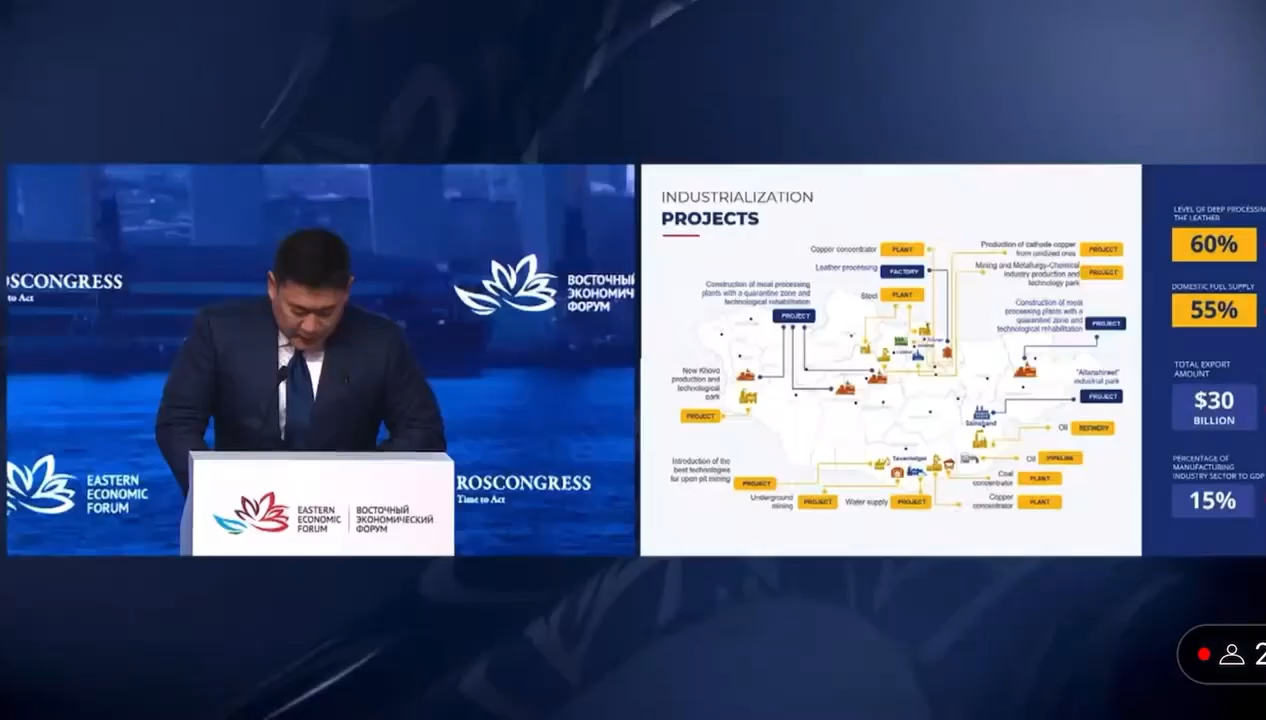 OSCONGRESS
to Act
ВОСТОЧНЫЙ
ЭКОНОМИЧ
ФОРУМ
EASTERN
ECONOMIC
FORUM
ROSCONGRESS
Time to Act
EASTERN
ECONOMIC
FORUM
ВОСТОЧНЫЙ
ЭКОНОМИЧЕСКИЙ
ФОРУМ
INDUSTRIALIZATION
PROJECTS
Copper concentrator PLANT
Leather processing FACTORY
Steel PLANT
Construction of meat processing
plants with a quarantine zone and
technological rehabilitation
PROJECT
Production of cathode copper
from oxidized ores PROJECT
Mining and Metallurgy-Chemical
industry production and
technology park PROJECT
Construction of meat
processing plants with a
quarantine zone and
technological rehabilitation
PROJECT
New Khovd
production and
technological
park
PROJECT
"Altanshireet"
industrial park
PROJECT
Sainshand
Oil REFINERY
Tavantolgoi
Oil PIPELINE
Introduction of the
best technologies
for open pit mining
PROJECT
Coal
concentrator PLANT
Underground
mining PROJECT
Water supply PROJECT
Copper
concentrator PLANT
LEVEL OF DEEP PROCESSIN
THE LEATHER
60%
DOMESTIC FUEL SUPPLY
55%
TOTAL EXPORT
AMOUNT
$30
BILLION
PERCENTAGE OF
MANUFACTURING
INDUSTRY SECTOR TO GDP
15%
2